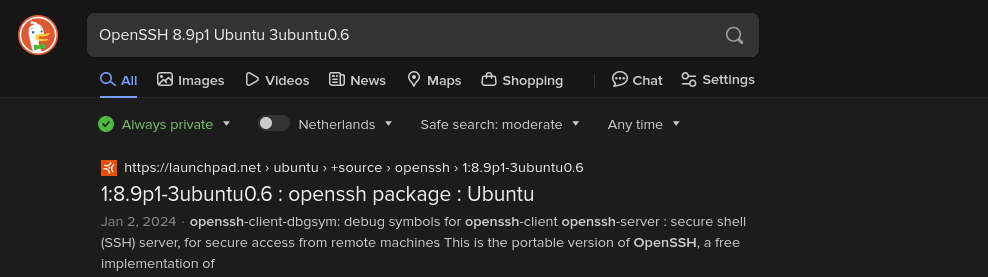 OpenSSH 8.9p1 Ubuntu 3ubuntu0.6
All Images Videos News Maps Shopping Chat Settings
Always private Netherlands Safe search: moderate Any time
https://launchpad.net › ubuntu › +source › openssh › 1:8.9p1-3ubuntu0.6
1:8.9p1-3ubuntu0.6 : openssh package : Ubuntu
Jan 2, 2024 · openssh-client-dbgsym: debug symbols for openssh-client openssh-server : secure shell
(SSH) server, for secure access from remote machines This is the portable version of OpenSSH, a free
implementation of